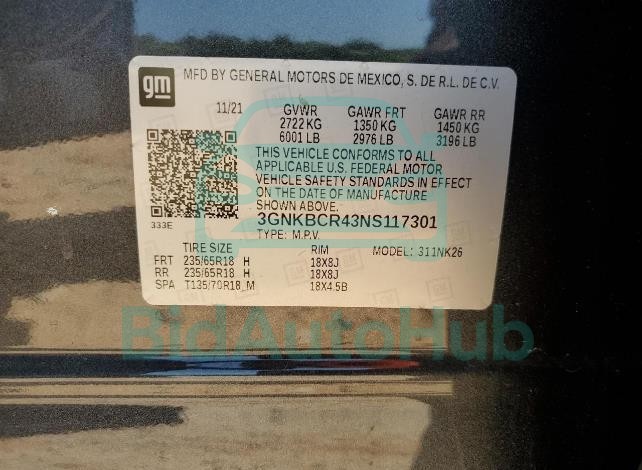 gm MFD BY GENERAL MOTORS DE MEXICO, S. DE R.L. DE C.V.
11/21 GVWR GAWR FRT GAWR RR
2722 KG 1350 KG 1450 KG
6001 LB 2976 LB 3196 LB
THIS VEHICLE CONFORMS TO ALL
APPLICABLE U.S. FEDERAL MOTOR
VEHICLE SAFETY STANDARDS IN EFFECT
ON THE DATE OF MANUFACTURE
SHOWN ABOVE.
333E 3GNKBCR43NS117301
TYPE: M.P.V. MODEL: 311NK26
TIRE SIZE RIM
FRT 235/65R18 H 18X8J
RR 235/65R18 H 18X8J
SPA T135/70R18 M 18X4.5B
BidAutoHub